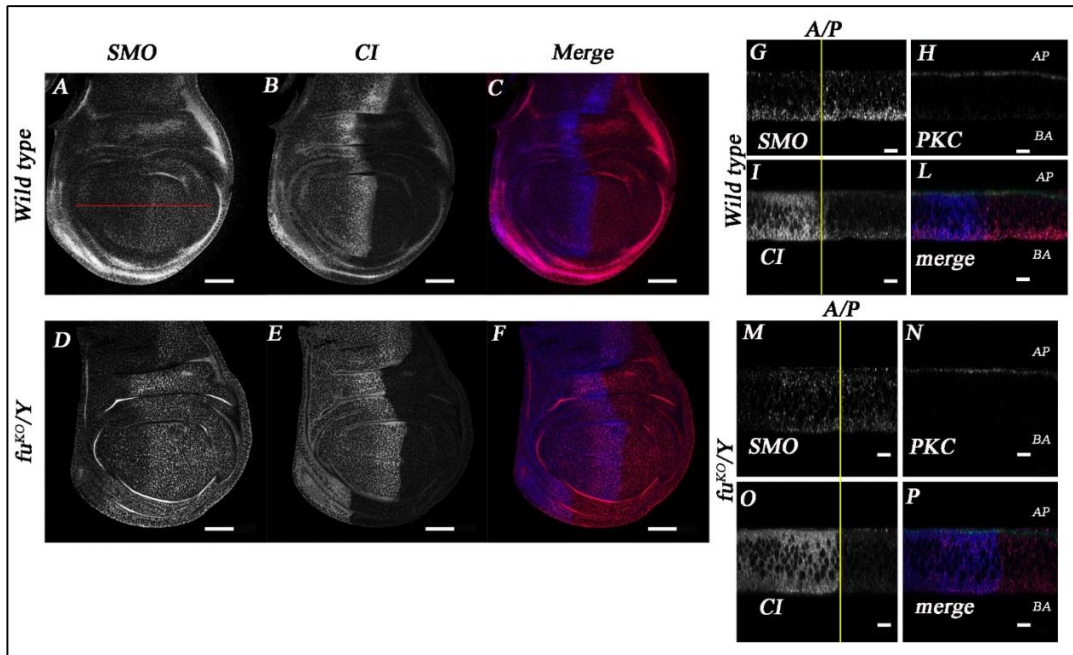 SMO CI Merge
Wild type
A B C
fu^KO/Y
D E F
A/P
Wild type
G H AP
SMO PKC BA
I L AP
CI merge BA
A/P
fu^KO/Y
M N AP
SMO PKC BA
O P AP
CI merge BA